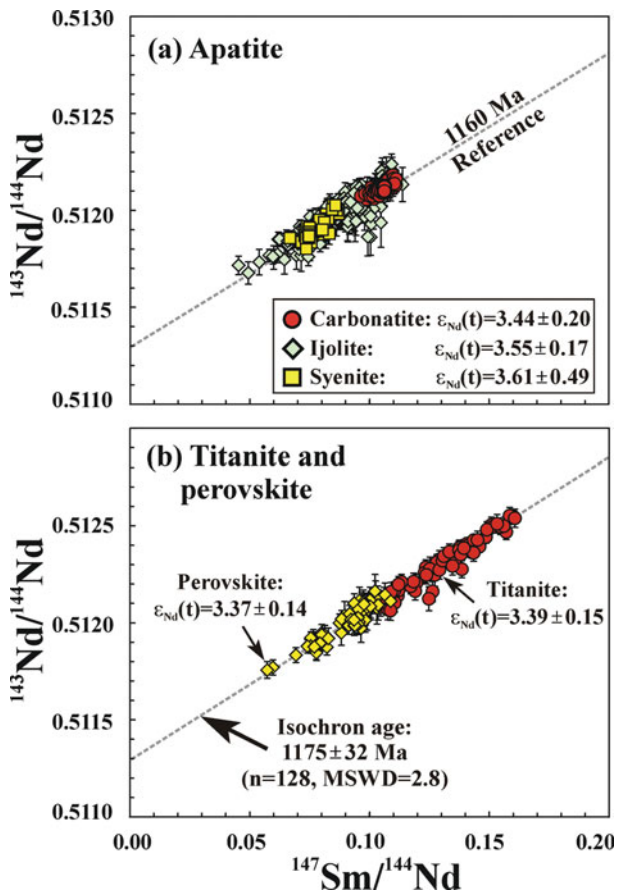 (a) Apatite
0.5130
0.5125
0.5120
0.5115
0.5110
¹⁴³Nd/¹⁴⁴Nd
1160 Ma
Reference
Carbonatite: εNd(t)=3.44±0.20
Ijolite: εNd(t)=3.55±0.17
Syenite: εNd(t)=3.61±0.49
(b) Titanite and
perovskite
0.5125
0.5120
0.5115
0.5110
¹⁴³Nd/¹⁴⁴Nd
Perovskite:
εNd(t)=3.37±0.14
Titanite:
εNd(t)=3.39±0.15
Isochron age:
1175±32 Ma
(n=128, MSWD=2.8)
0.00 0.05 0.10 0.15 0.20
¹⁴⁷Sm/¹⁴⁴Nd